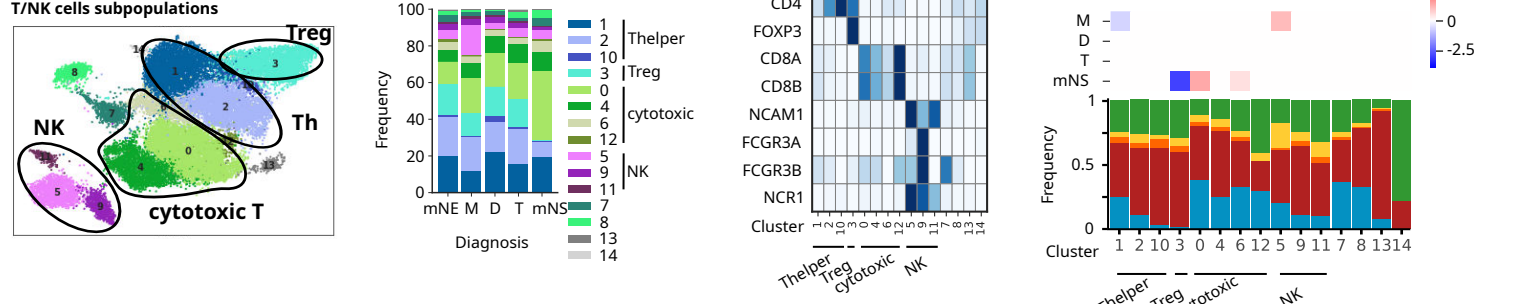 T/NK cells subpopulations
Treg
Th
NK
cytotoxic T
1
3
8
2
7
0
4
5
9
13
100
80
60
40
20
0
Frequency
mNE M D T mNS
Diagnosis
1
2
10
3
0
4
6
12
5
9
11
7
8
13
14
Thelper
Treg
cytotoxic
NK
CD4
FOXP3
CD8A
CD8B
NCAM1
FCGR3A
FCGR3B
NCR1
Cluster 1 2 10 3 0 4 6 12 5 9 11 7 8 13 14
Thelper
Treg
cytotoxic
NK
M
D
T
mNS
0
-2.5
1
0.5
0
Frequency
Cluster 1 2 10 3 0 4 6 12 5 9 11 7 8 13 14
NK